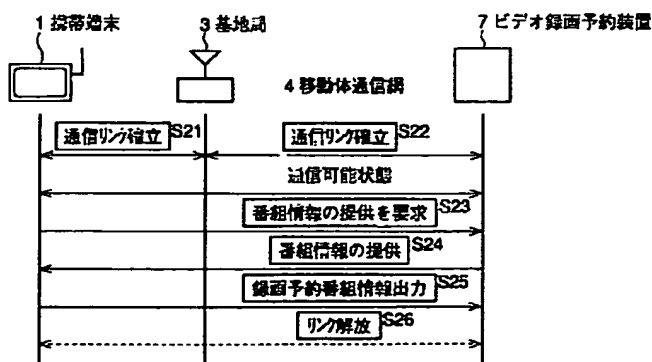 1 携帯端末
3 基地局
7 ビデオ録画予約装置
4 移動体通信網
通信リンク確立 S21
通信リンク確立 S22
通信可能状態
番組情報の提供を要求 S23
番組情報の提供 S24
録画予約番組情報出力 S25
リンク解放 S26